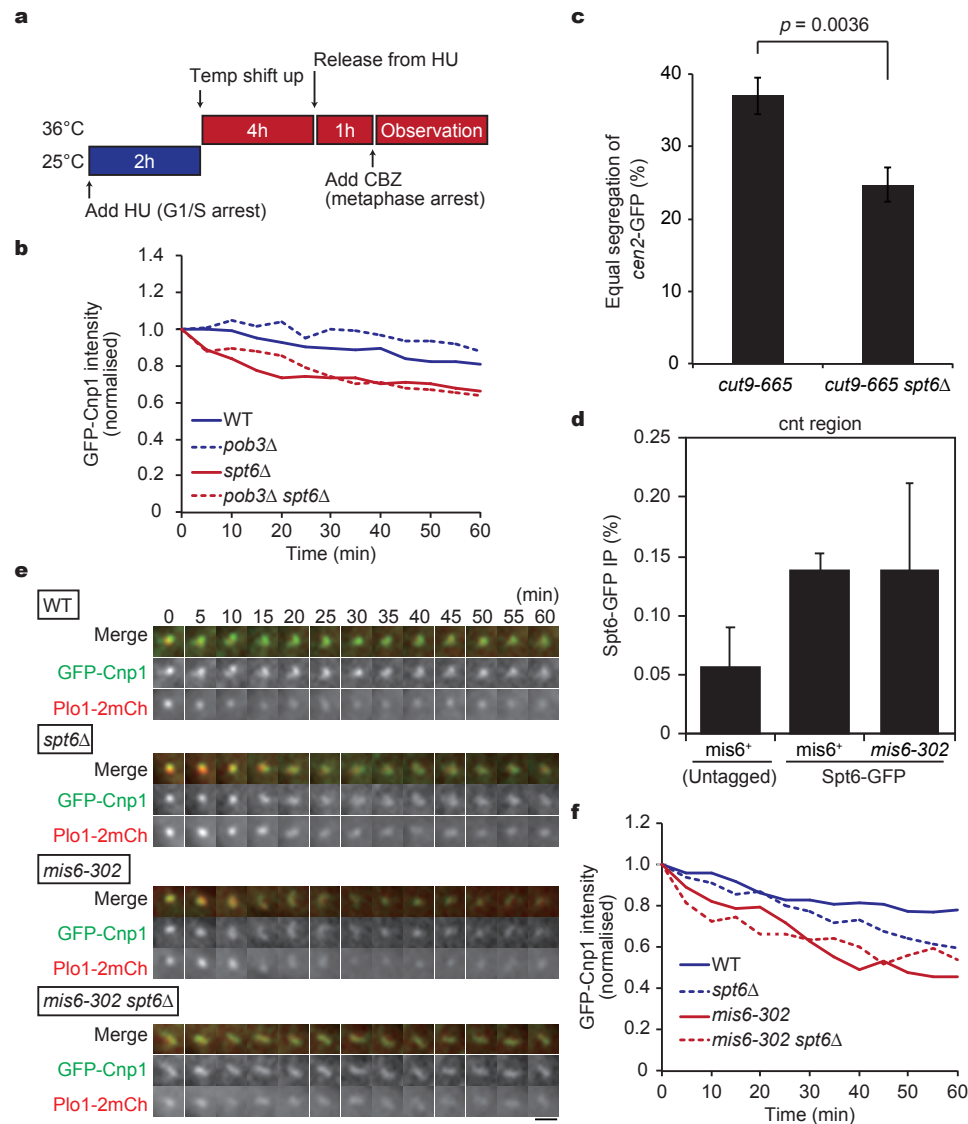 a
Temp shift up
Release from HU
36°C
4h
1h
Observation
25°C
2h
Add HU (G1/S arrest)
Add CBZ
(metaphase arrest)
b
GFP-Cnp1 intensity
(normalised)
1.4
1.2
1.0
0.8
0.6
0.4
0.2
0
WT
pob3Δ
spt6Δ
pob3Δ spt6Δ
0 10 20 30 40 50 60
Time (min)
c
p = 0.0036
Equal segregation of
cen2-GFP (%)
40
30
20
10
0
cut9-665
cut9-665 spt6Δ
d
cnt region
Spt6-GFP IP (%)
0.25
0.20
0.15
0.10
0.05
0
mis6⁺
(Untagged)
mis6⁺
mis6-302
Spt6-GFP
e
(min)
WT
0 5 10 15 20 25 30 35 40 45 50 55 60
Merge
GFP-Cnp1
Plo1-2mCh
spt6Δ
Merge
GFP-Cnp1
Plo1-2mCh
mis6-302
Merge
GFP-Cnp1
Plo1-2mCh
mis6-302 spt6Δ
Merge
GFP-Cnp1
Plo1-2mCh
f
GFP-Cnp1 intensity
(normalised)
1.2
1.0
0.8
0.6
0.4
0.2
0
WT
spt6Δ
mis6-302
mis6-302 spt6Δ
0 10 20 30 40 50 60
Time (min)